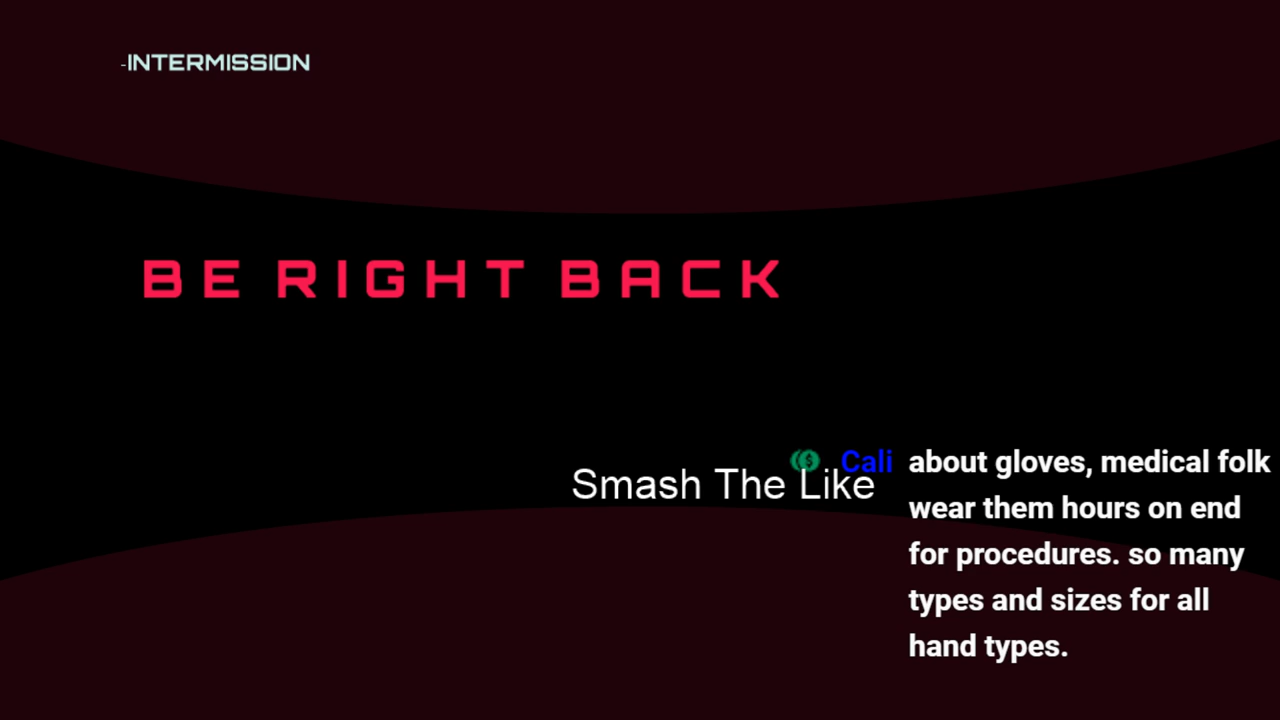 -INTERMISSION
BE RIGHT BACK
Cali about gloves, medical folk
Smash The Like
wear them hours on end
for procedures. so many
types and sizes for all
hand types.